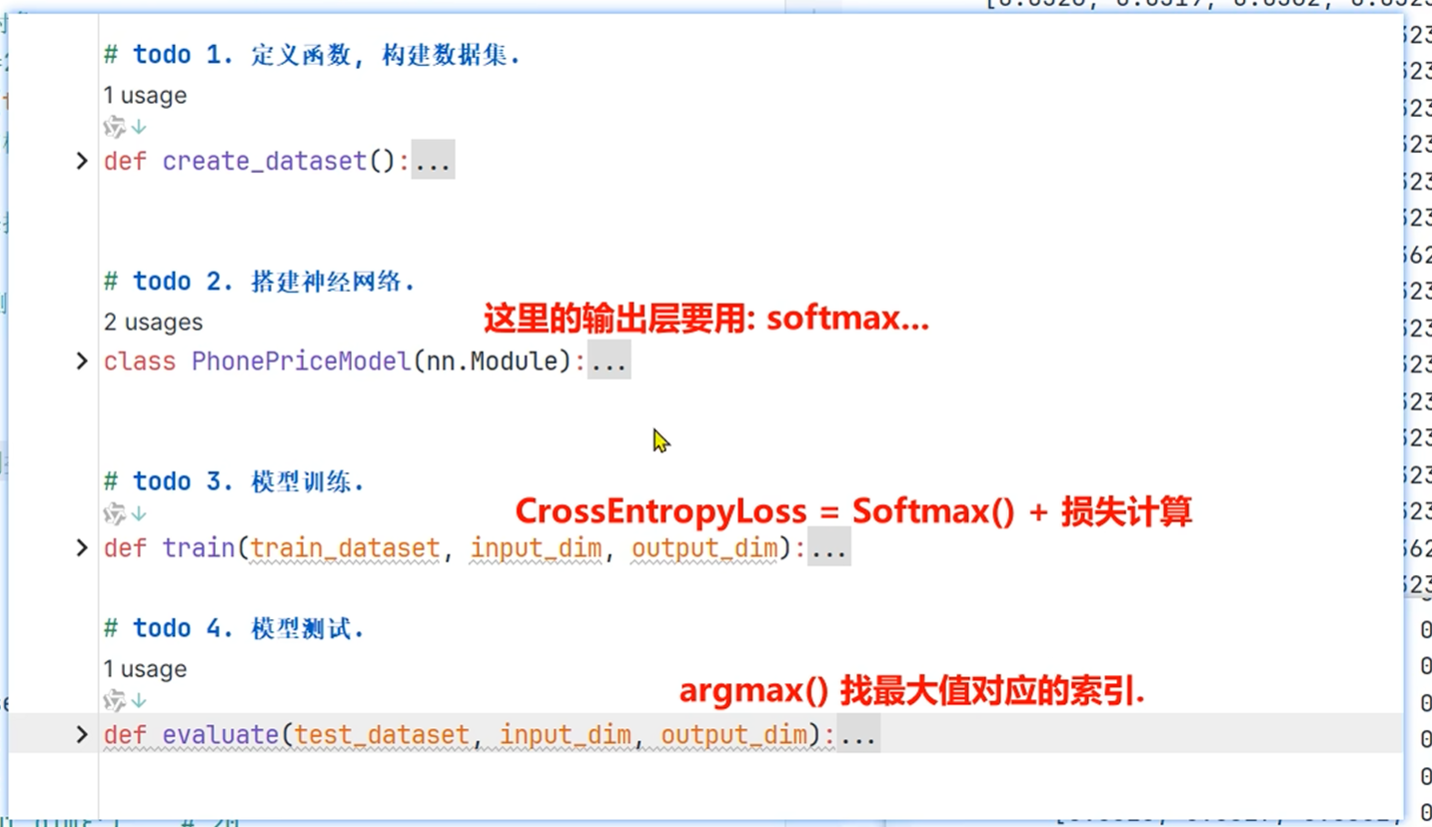 # todo 1. 定义函数, 构建数据集.
1 usage
def create_dataset():...
# todo 2. 搭建神经网络.
这里的输出层要用: softmax...
2 usages
class PhonePriceModel(nn.Module):...
# todo 3. 模型训练.
CrossEntropyLoss = Softmax() + 损失计算
def train(train_dataset, input_dim, output_dim):...
# todo 4. 模型测试.
1 usage
argmax() 找最大值对应的索引.
def evaluate(test_dataset, input_dim, output_dim):...